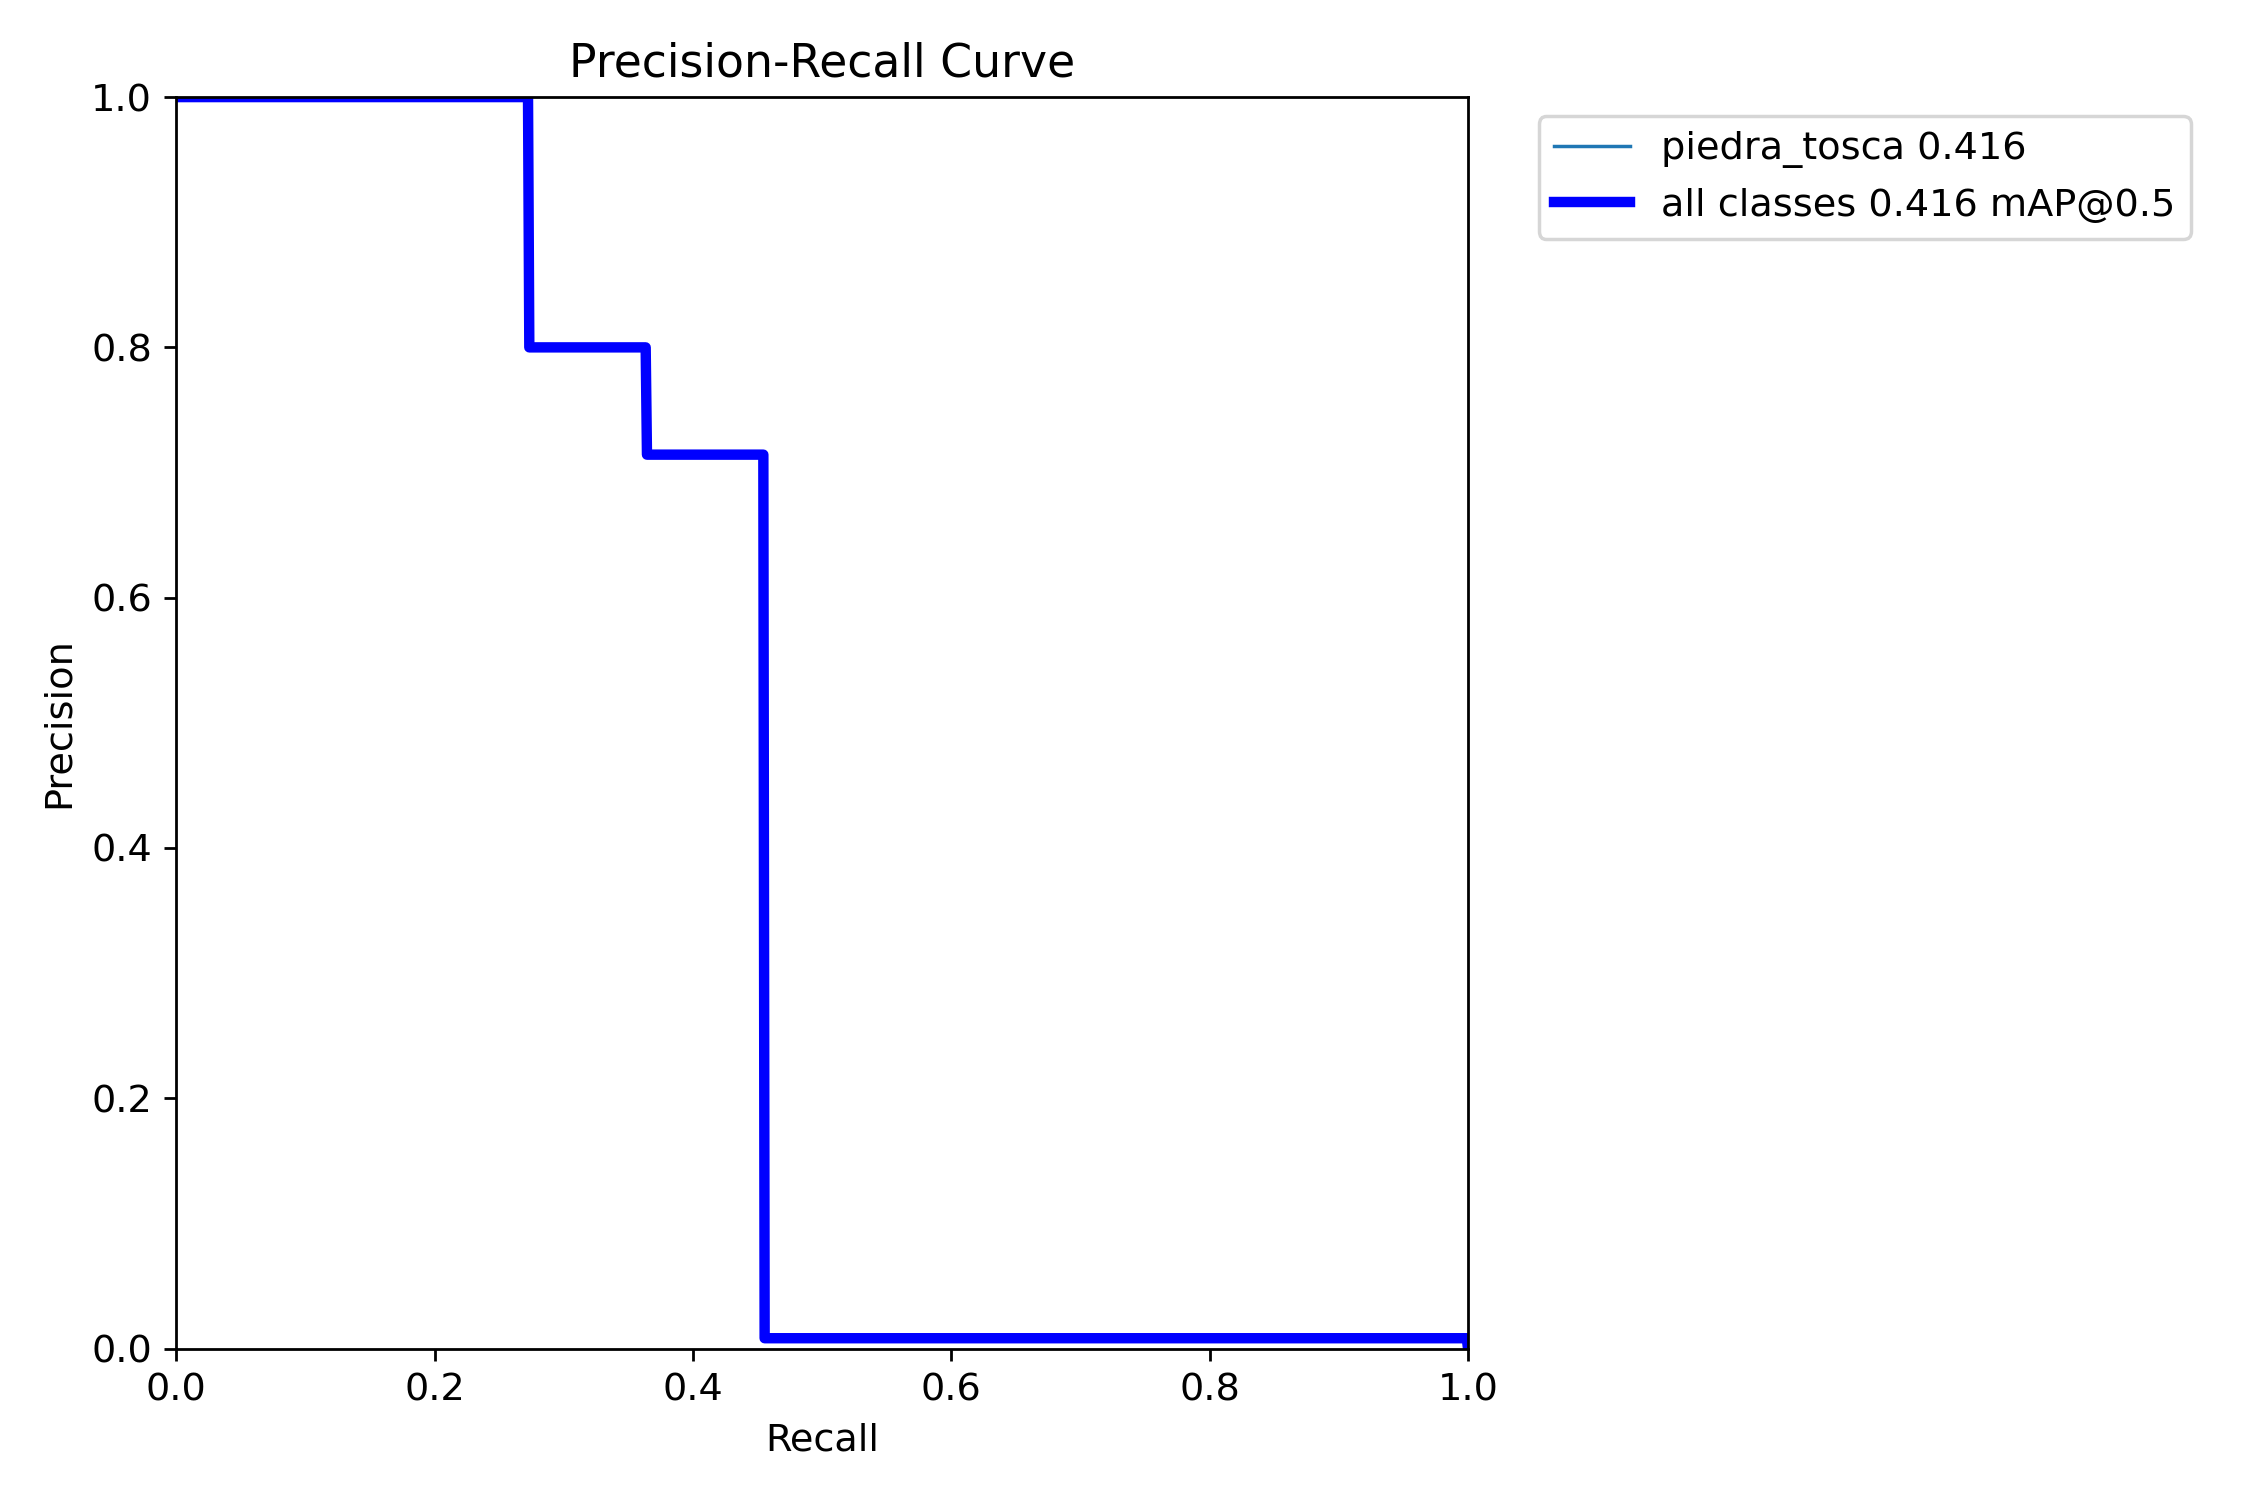 Precision-Recall Curve
1.0
0.8
0.6
0.4
0.2
0.0
Precision
0.0 0.2 0.4 0.6 0.8 1.0
Recall
piedra_tosca 0.416
all classes 0.416 mAP@0.5